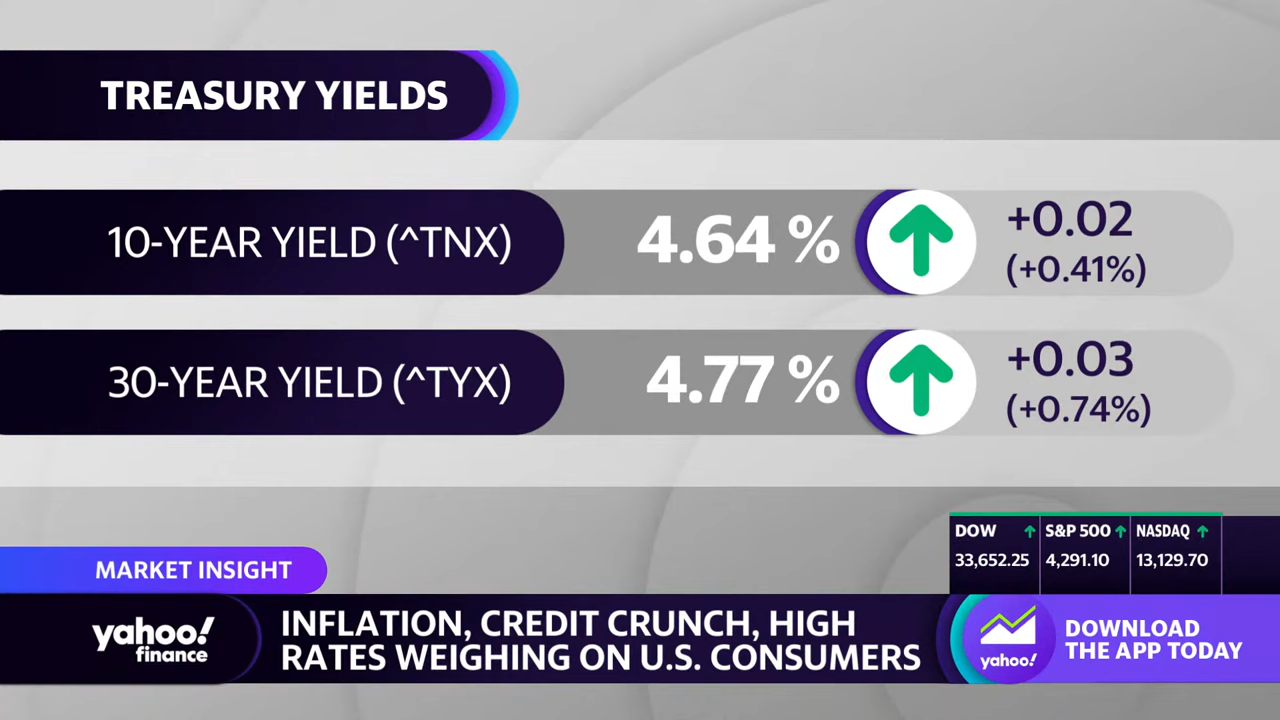 TREASURY YIELDS
10-YEAR YIELD (^TNX) 4.64 % +0.02
(+0.41%)
30-YEAR YIELD (^TYX) 4.77 % +0.03
(+0.74%)
DOW S&P 500 NASDAQ
33,652.25 4,291.10 13,129.70
MARKET INSIGHT
yahoo!
finance
INFLATION, CREDIT CRUNCH, HIGH
RATES WEIGHING ON U.S. CONSUMERS
yahoo!
DOWNLOAD
THE APP TODAY